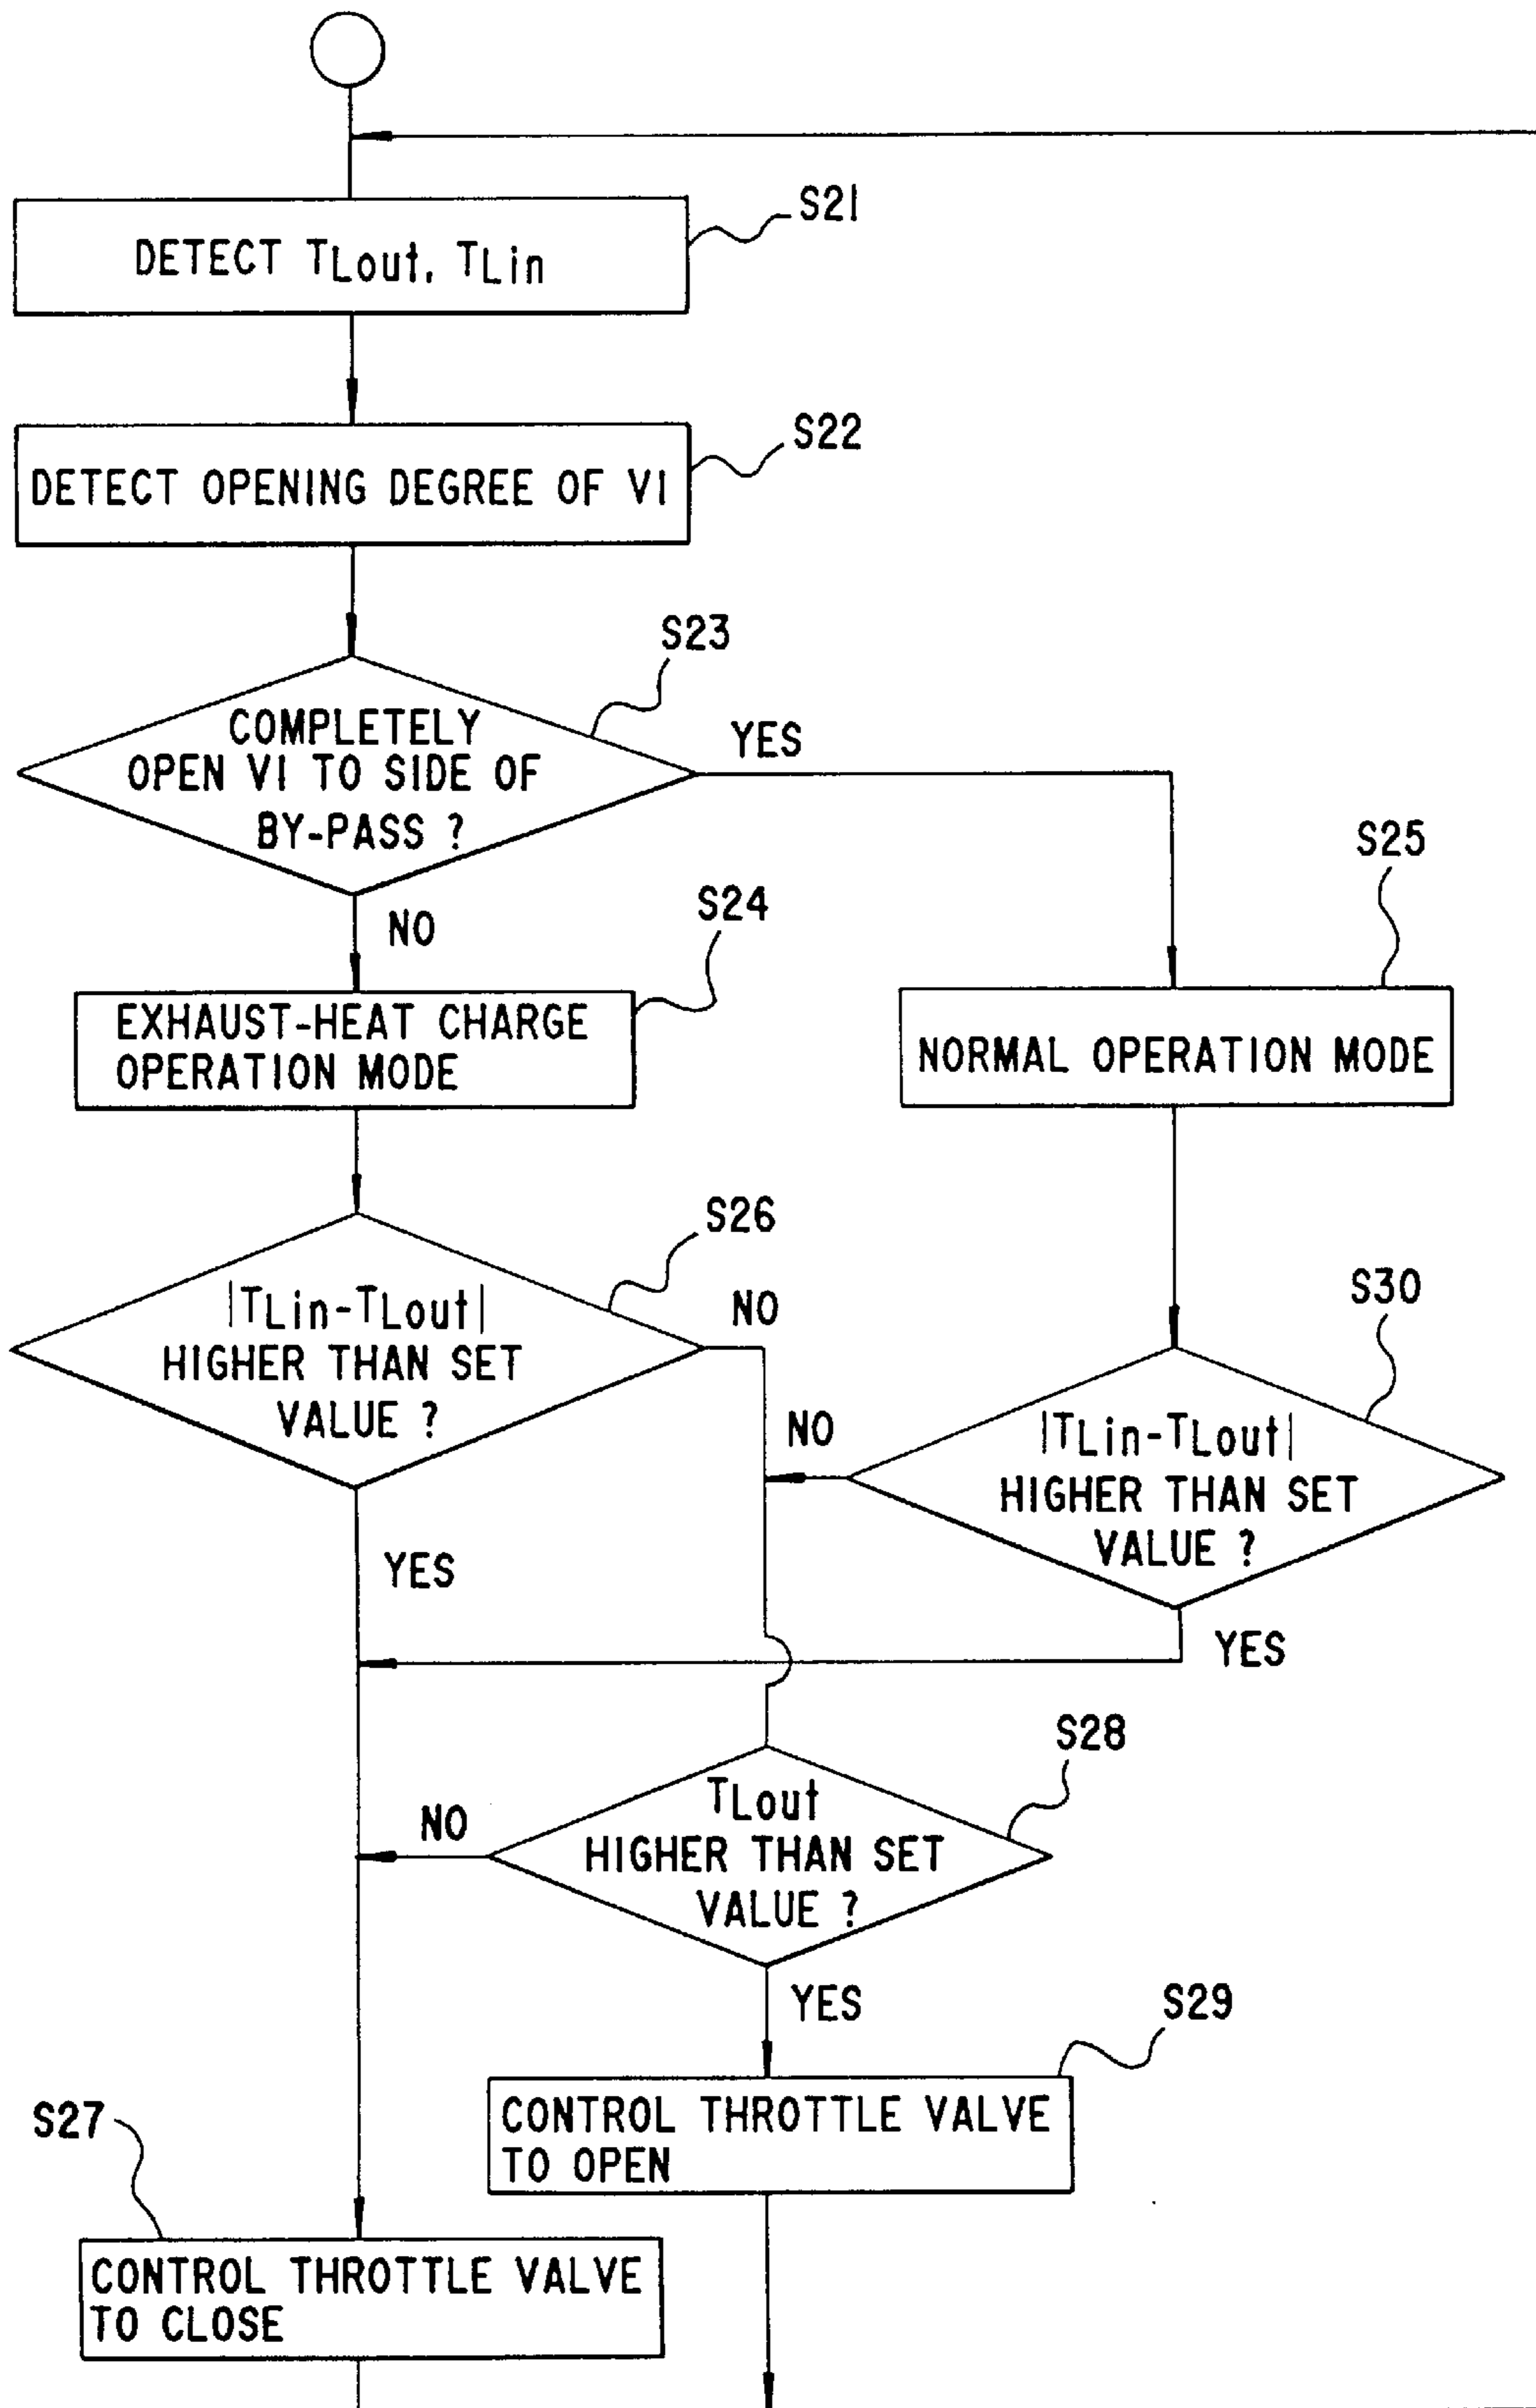 S21
DETECT TLout, TLin
S22
DETECT OPENING DEGREE OF V1
S23
COMPLETELY
OPEN V1 TO SIDE OF
BY-PASS ?
YES
NO
S24
EXHAUST-HEAT CHARGE
OPERATION MODE
S25
NORMAL OPERATION MODE
S26
|TLin-TLout|
HIGHER THAN SET
VALUE ?
NO
YES
S30
|TLin-TLout|
HIGHER THAN SET
VALUE ?
NO
YES
S28
TLout
HIGHER THAN SET
VALUE ?
NO
YES
S29
CONTROL THROTTLE VALVE
TO OPEN
S27
CONTROL THROTTLE VALVE
TO CLOSE